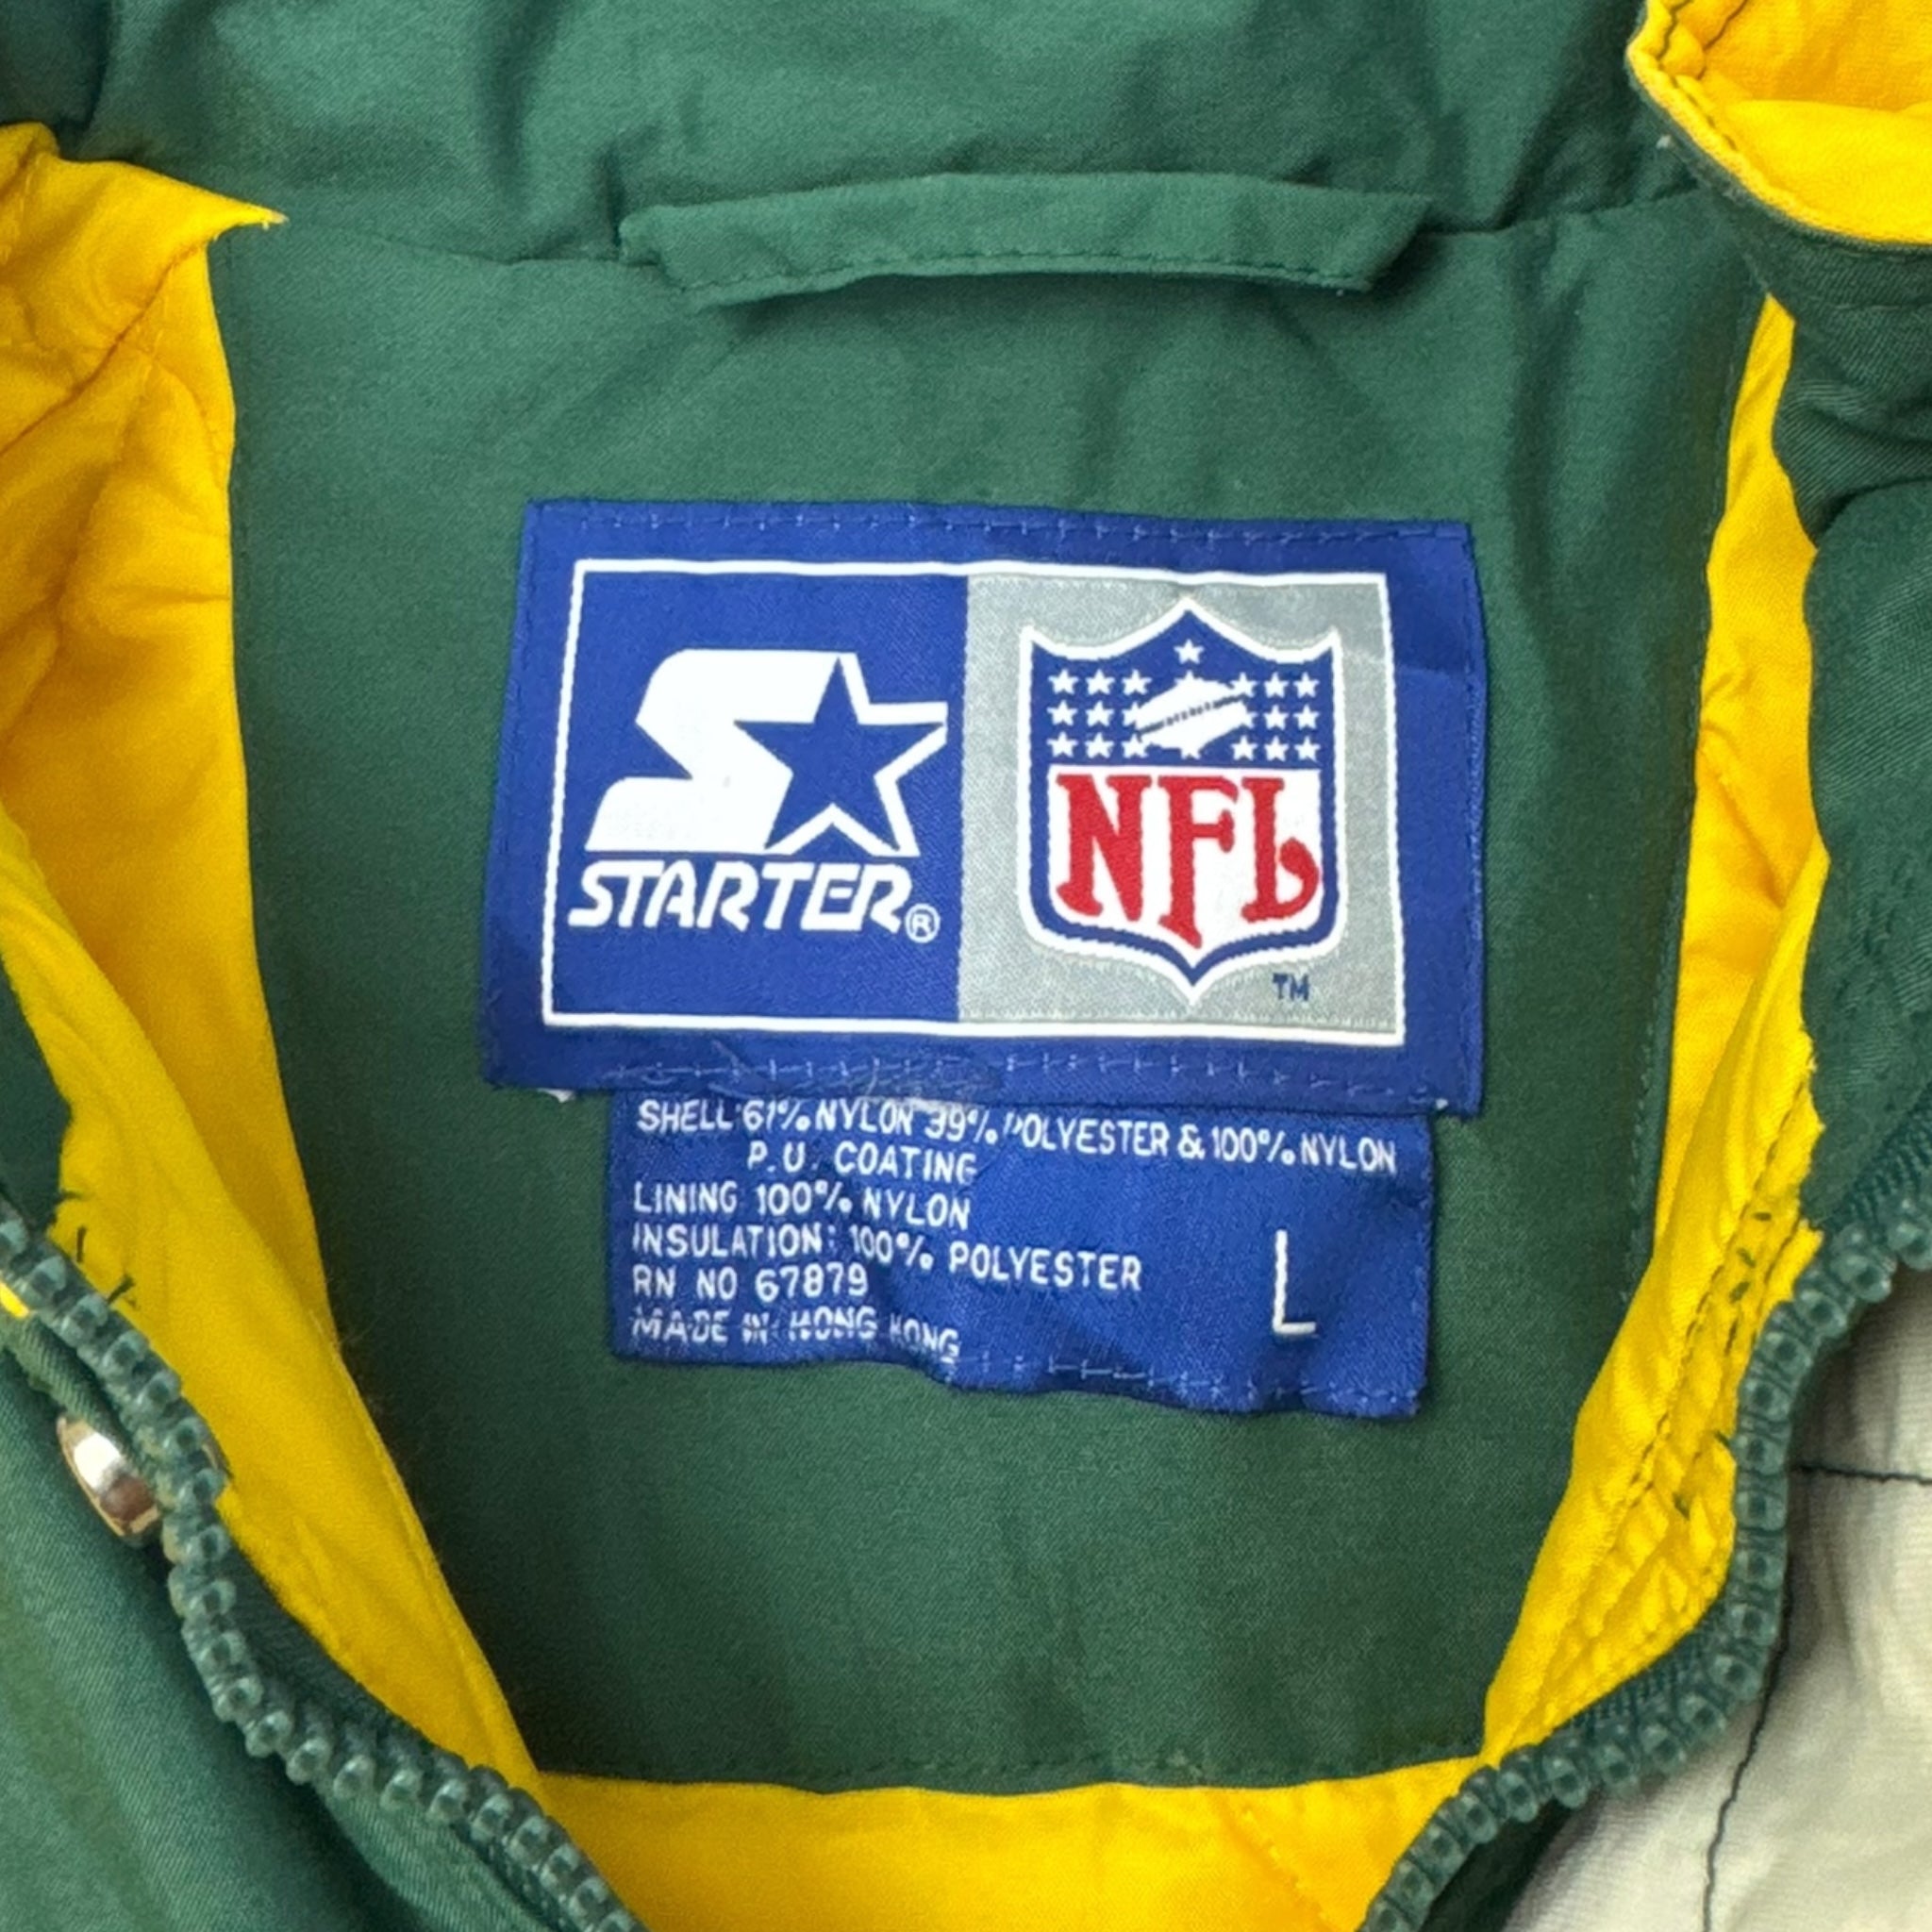 STARTER®
NFL
TM
SHELL 61% NYLON 39% POLYESTER & 100% NYLON
P.U. COATING
LINING 100% NYLON
INSULATION: 100% POLYESTER
RN NO 67879
MADE IN HONG KONG
L